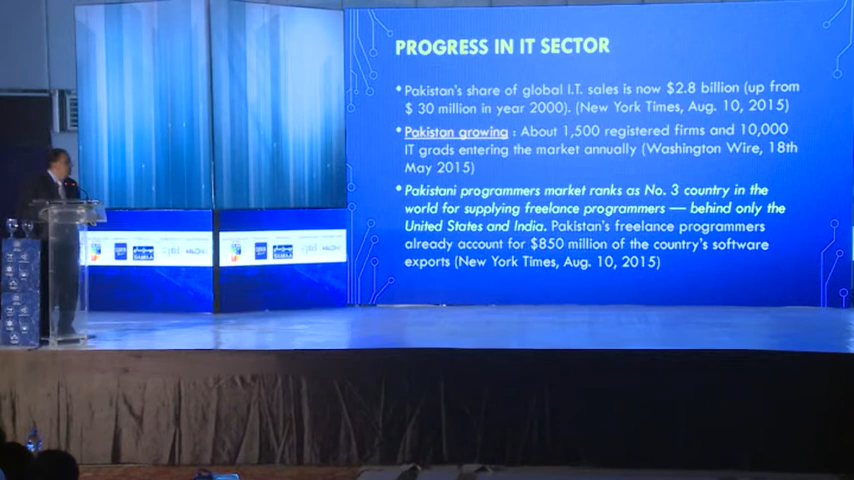 PROGRESS IN IT SECTOR
• Pakistan's share of global I.T. sales is now $2.8 billion (up from
$ 30 million in year 2000). (New York Times, Aug. 10, 2015)
• Pakistan growing : About 1,500 registered firms and 10,000
IT grads entering the market annually (Washington Wire, 18th
May 2015)
• Pakistani programmers market ranks as No. 3 country in the
world for supplying freelance programmers — behind only the
United States and India. Pakistan's freelance programmers
already account for $850 million of the country's software
exports (New York Times, Aug. 10, 2015)